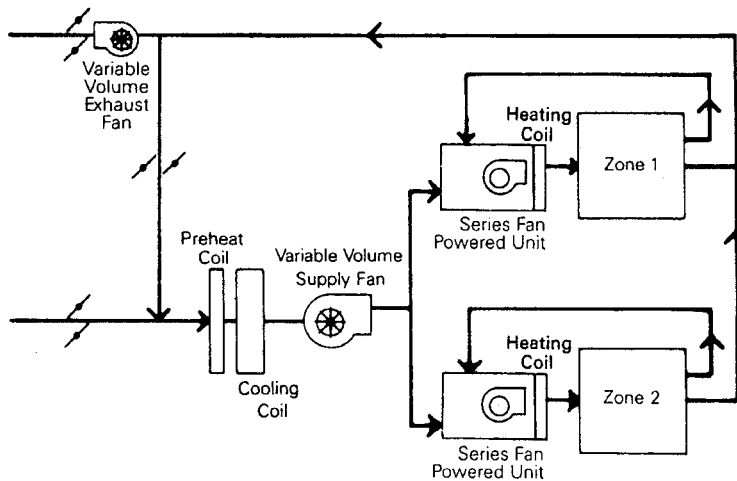 Variable
Volume
Exhaust
Fan
Heating
Coil
Zone 1
Series Fan
Powered Unit
Preheat
Coil
Variable Volume
Supply Fan
Cooling
Coil
Heating
Coil
Zone 2
Series Fan
Powered Unit